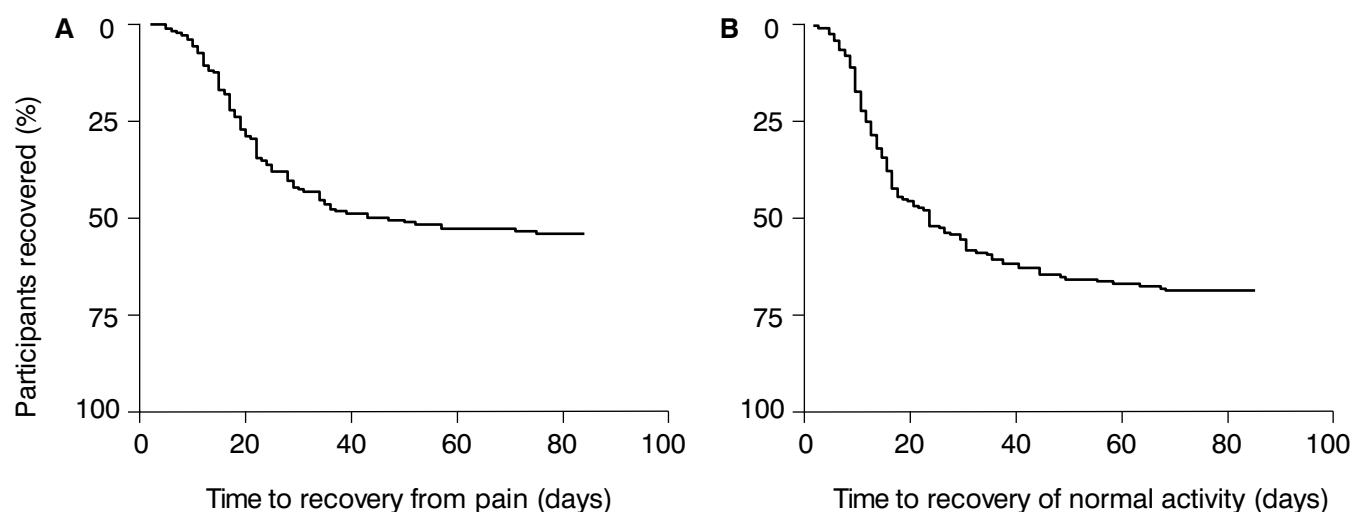 A
0
25
50
75
100
Participants recovered (%)
0 20 40 60 80 100
Time to recovery from pain (days)
B
0
25
50
75
100
0 20 40 60 80 100
Time to recovery of normal activity (days)